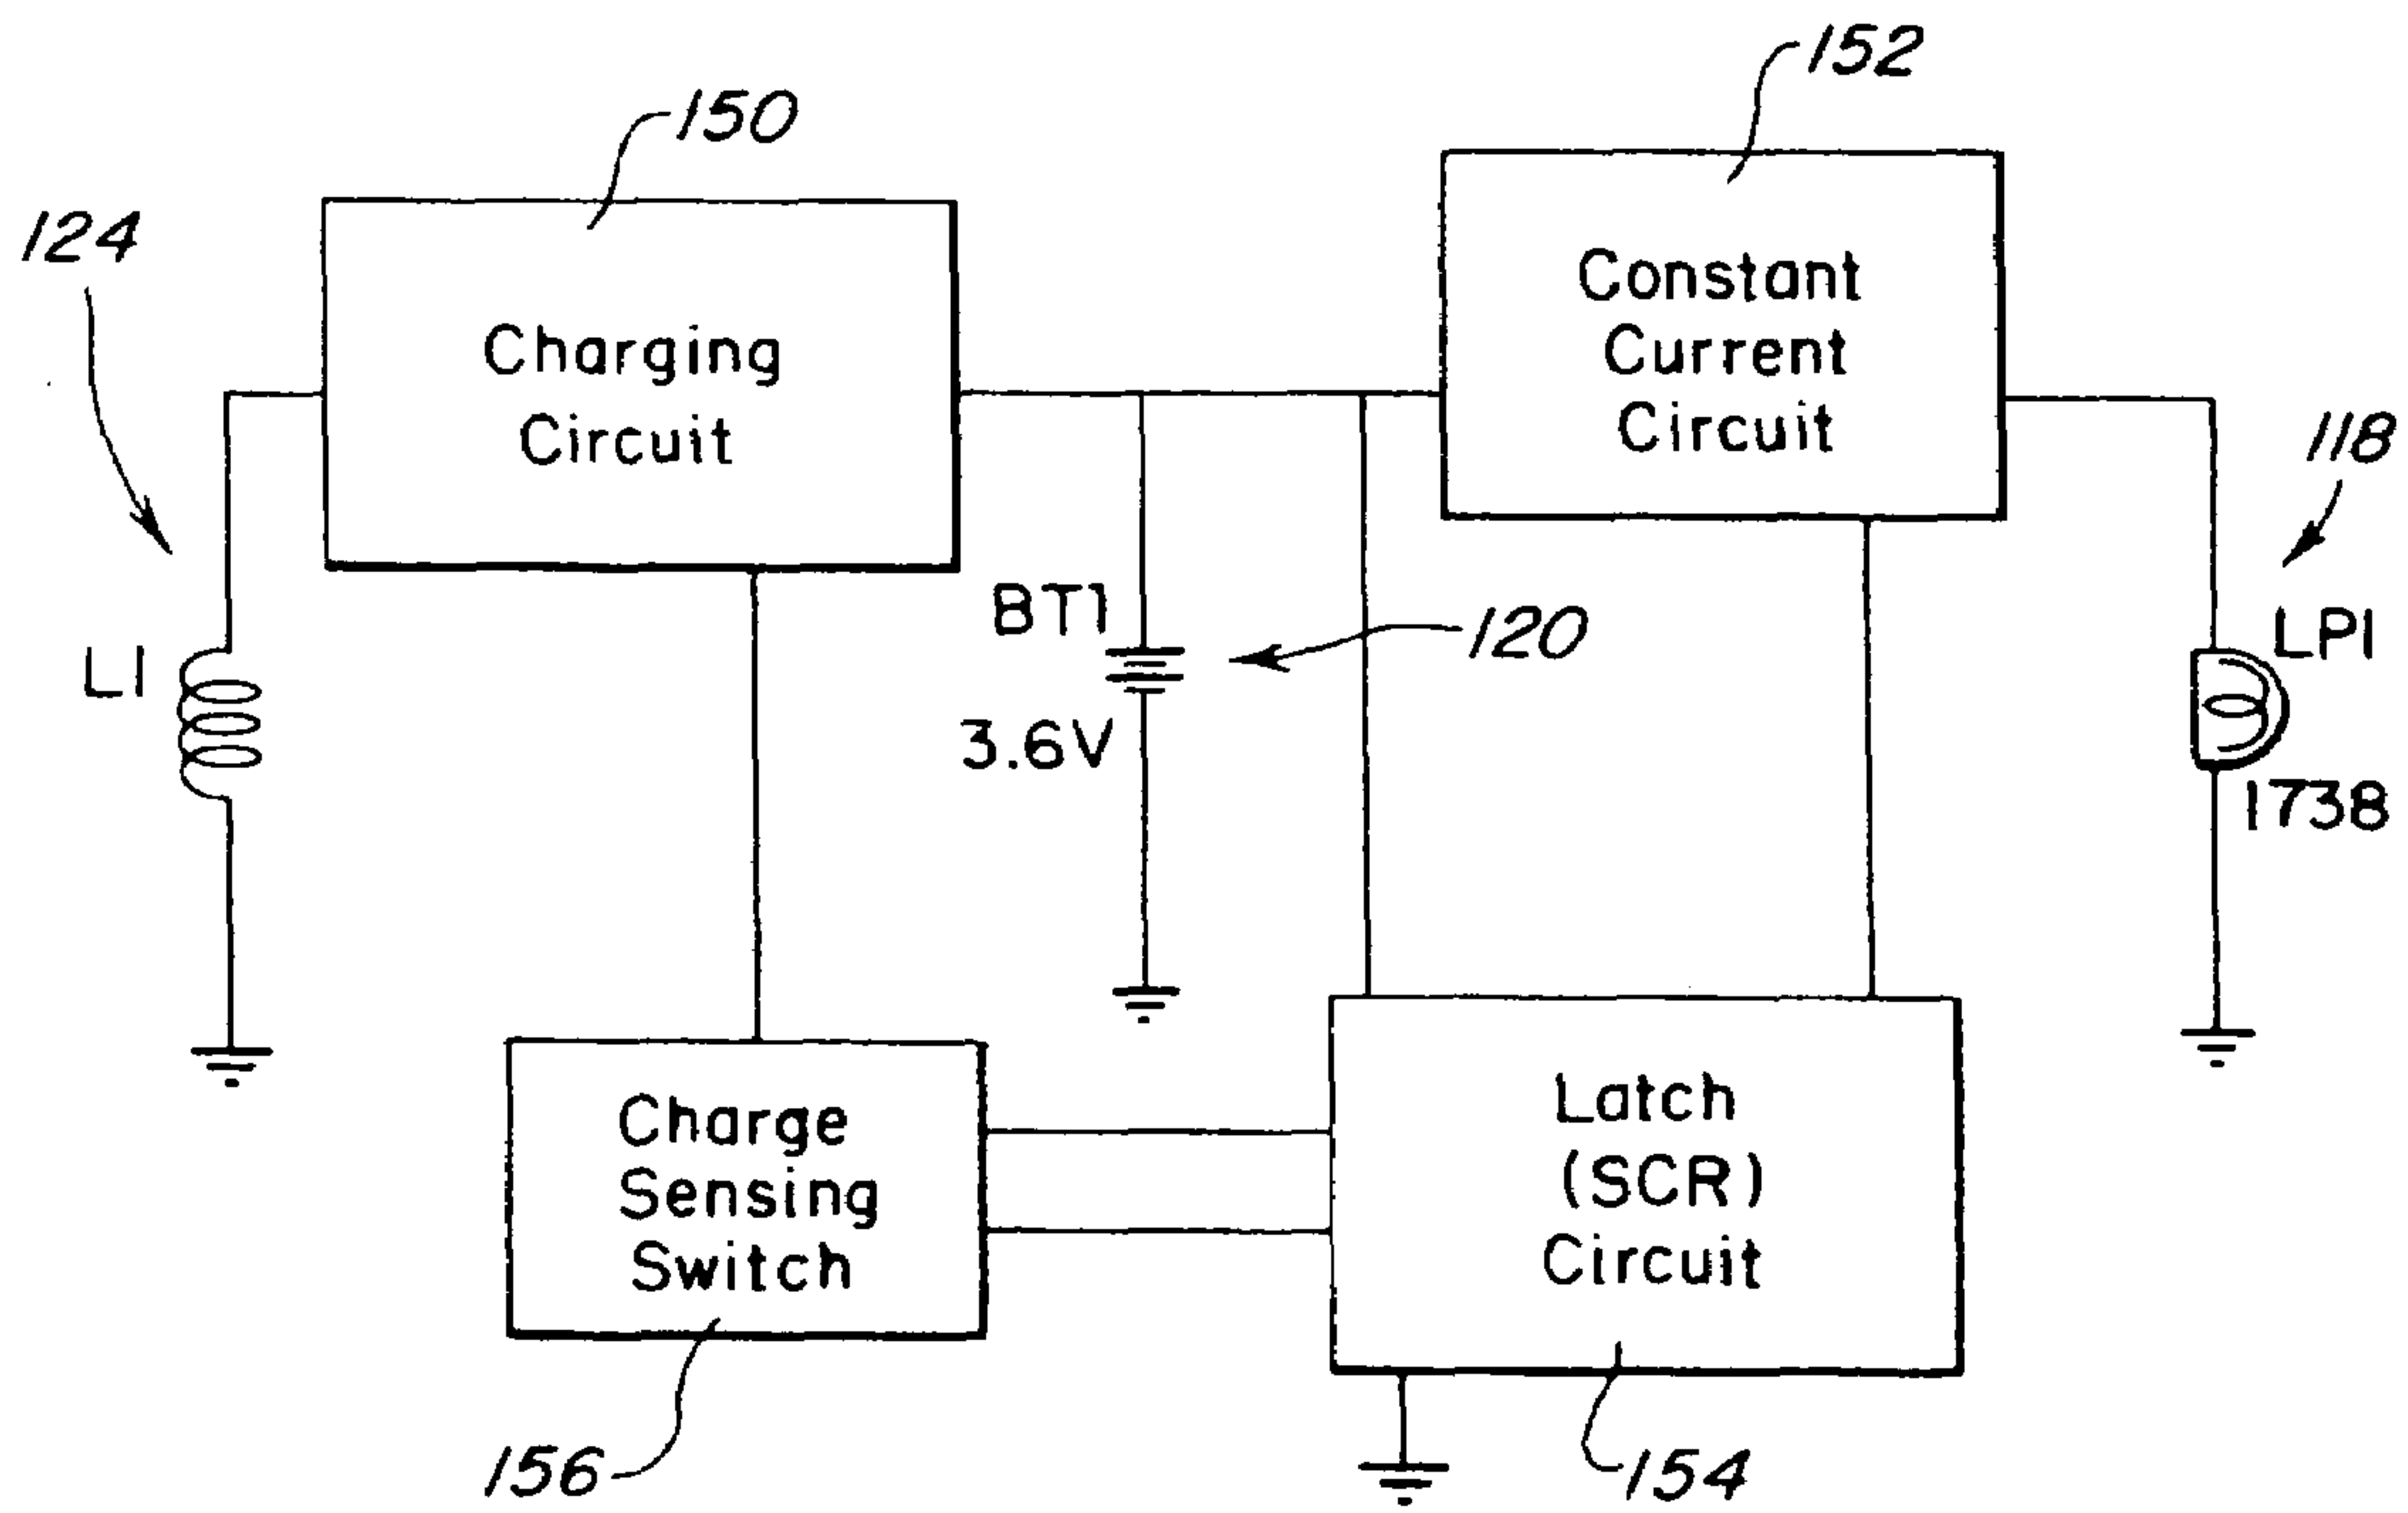 152
150
124
Charging
Circuit
Constant
Current
Circuit
118
BT1
120
LP1
L1
3.6V
1738
Charge
Sensing
Switch
Latch
(SCR)
Circuit
156
154